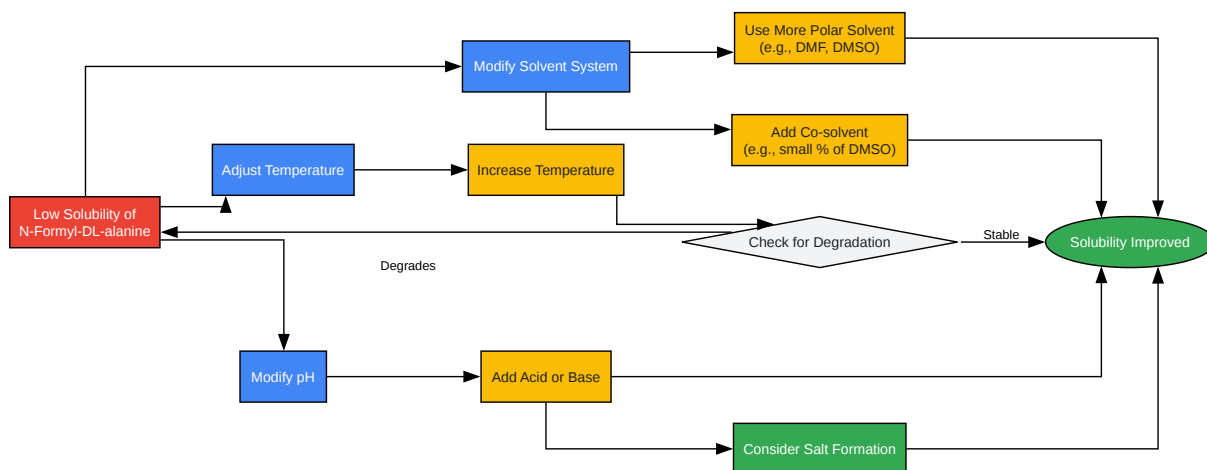 Use More Polar Solvent
(e.g., DMF, DMSO)
Modify Solvent System
Add Co-solvent
(e.g., small % of DMSO)
Adjust Temperature
Increase Temperature
Low Solubility of
N-Formyl-DL-alanine
Check for Degradation
Stable
Solubility Improved
Degrades
Modify pH
Add Acid or Base
Consider Salt Formation